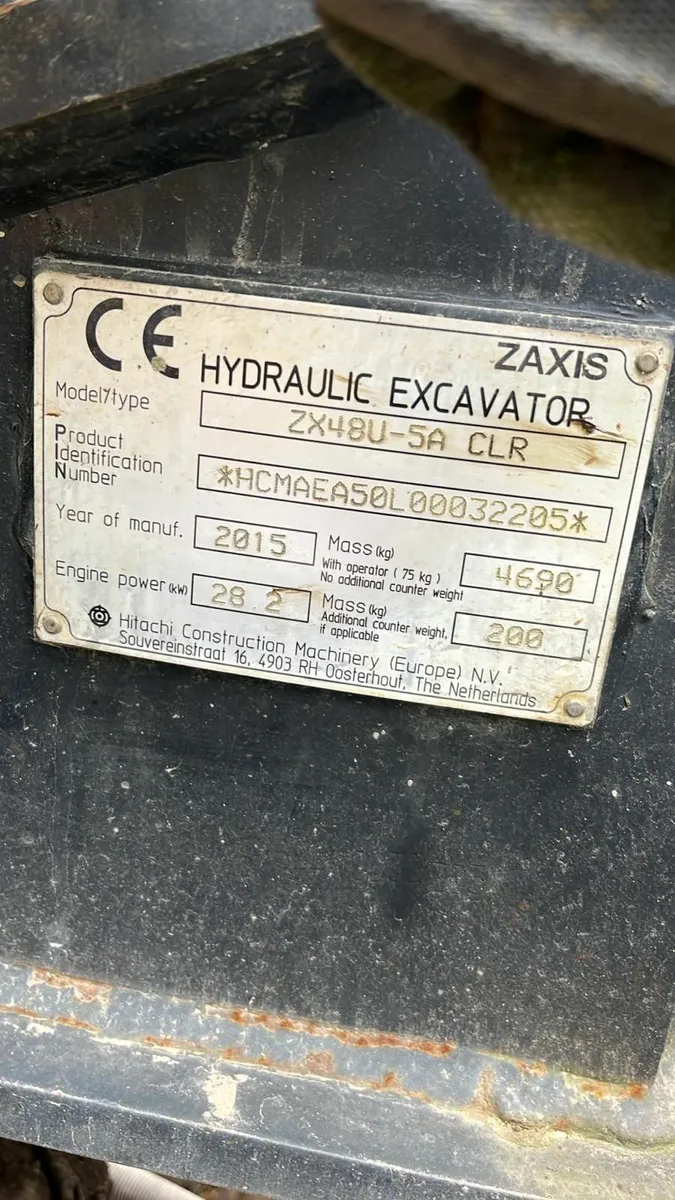 CE
ZAXIS
HYDRAULIC EXCAVATOR
Model/type ZX48U-5A CLR
Product
Identification
Number
*HCMAEA50L00032205*
Year of manuf. 2015
Mass (kg)
With operator ( 75 kg )
No additional counter weight
4690
Engine power (kW) 28.2
Mass (kg)
Additional counter weight,
if applicable
200
Hitachi Construction Machinery (Europe) N.V.
Souvereinstraat 16, 4903 RH Oosterhout, The Netherlands